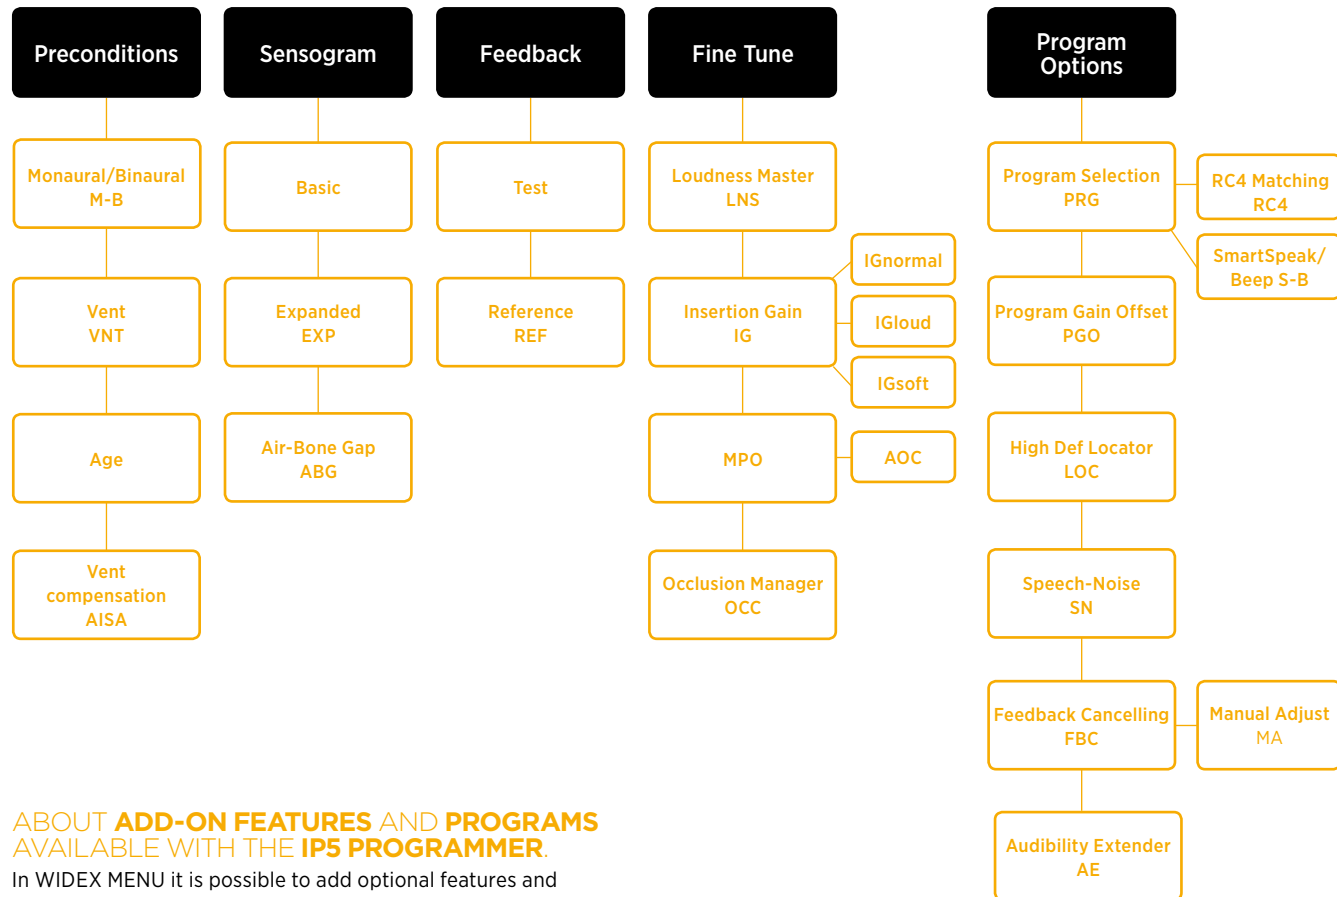 Preconditions
Monaural/Binaural
M-B
Vent
VNT
Age
Vent
compensation
AISA
Sensogram
Basic
Expanded
EXP
Air-Bone Gap
ABG
Feedback
Test
Reference
REF
Fine Tune
Loudness Master
LNS
Insertion Gain
IG
IGnormal
IGloud
IGsoft
MPO
AOC
Occlusion Manager
OCC
Program
Options
Program Selection
PRG
RC4 Matching
RC4
SmartSpeak/
Beep S-B
Program Gain Offset
PGO
High Def Locator
LOC
Speech-Noise
SN
Feedback Cancelling
FBC
Manual Adjust
MA
Audibility Extender
AE
ABOUT ADD-ON FEATURES AND PROGRAMS
AVAILABLE WITH THE IP5 PROGRAMMER.
In WIDEX MENU it is possible to add optional features and